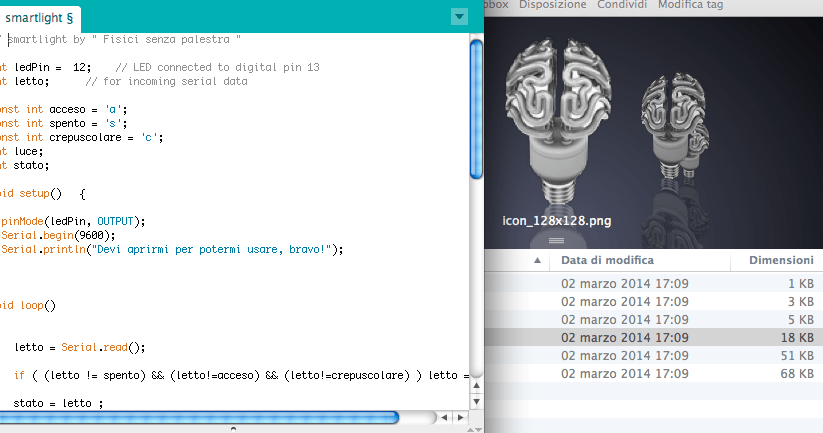 smartlight §
smartlight by " Fisici senza palestra "
nt ledPin = 12; // LED connected to digital pin 13
nt letto; // for incoming serial data
onst int acceso = 'a';
onst int spento = 's';
onst int crepuscolare = 'c';
nt luce;
nt stato;
oid setup() {
pinMode(ledPin, OUTPUT);
Serial.begin(9600);
Serial.println("Devi aprirmi per potermi usare, bravo!");
oid loop()
letto = Serial.read();
if ( (letto != spento) && (letto!=acceso) && (letto!=crepuscolare) ) letto =
stato = letto ;
pbox Disposizione Condividi Modifica tag
icon_128x128.png
Data di modifica Dimensioni
02 marzo 2014 17:09 1 KB
02 marzo 2014 17:09 3 KB
02 marzo 2014 17:09 5 KB
02 marzo 2014 17:09 18 KB
02 marzo 2014 17:09 51 KB
02 marzo 2014 17:09 68 KB